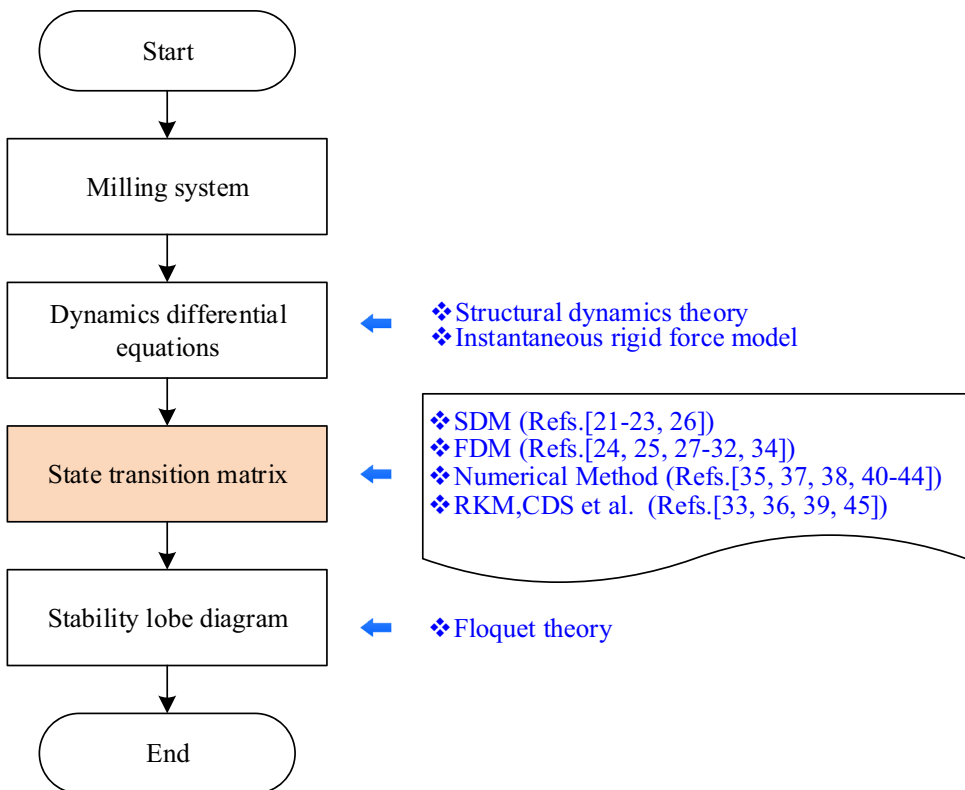 Start
Milling system
Dynamics differential
equations
❖Structural dynamics theory
❖Instantaneous rigid force model
State transition matrix
❖SDM (Refs.[21-23, 26])
❖FDM (Refs.[24, 25, 27-32, 34])
❖Numerical Method (Refs.[35, 37, 38, 40-44])
❖RKM,CDS et al. (Refs.[33, 36, 39, 45])
Stability lobe diagram
❖Floquet theory
End